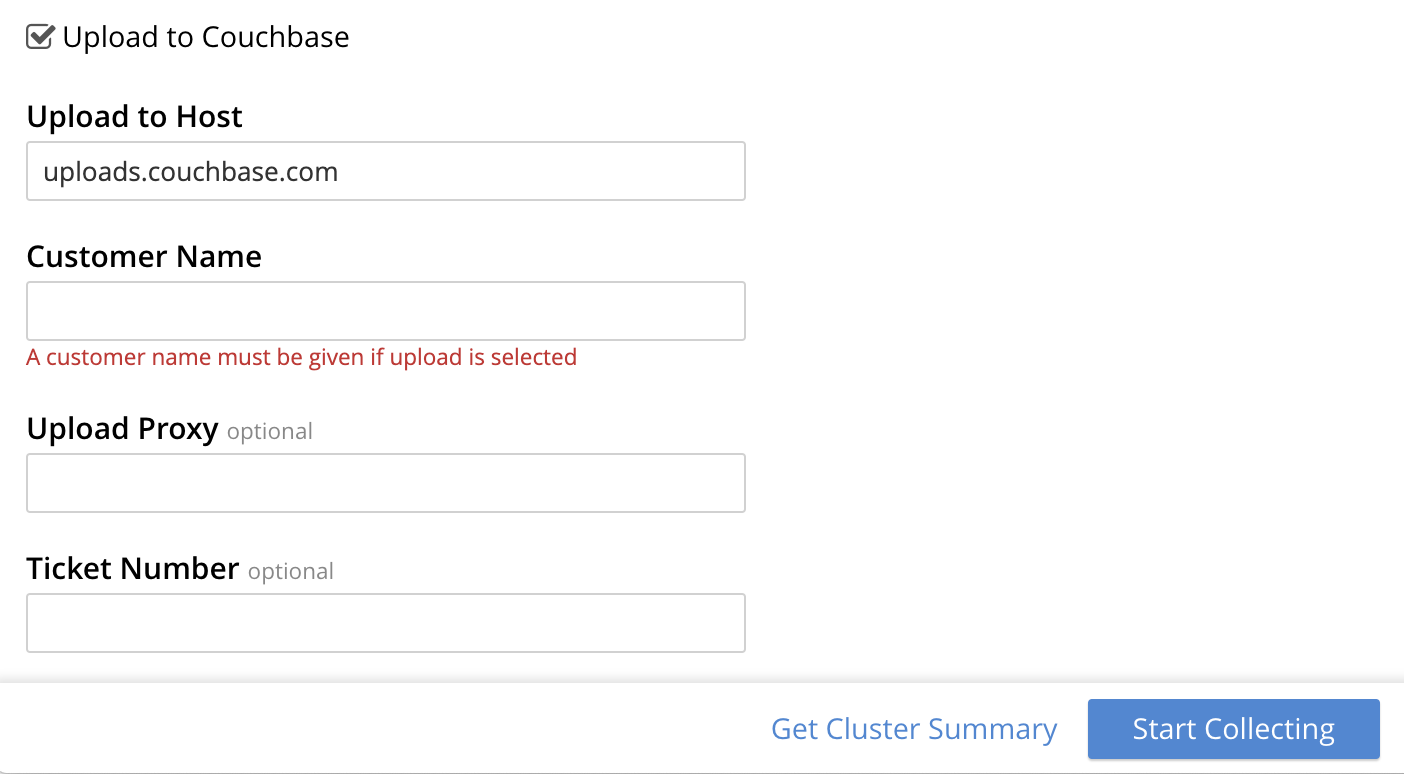 Upload to Couchbase
Upload to Host
uploads.couchbase.com
Customer Name
A customer name must be given if upload is selected
Upload Proxy optional
Ticket Number optional
Get Cluster Summary Start Collecting